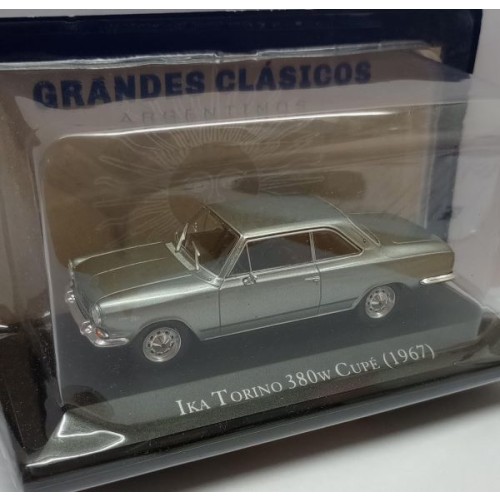 GRANDES CLÁSICOS
ARGENTINOS
IKA TORINO 380W CUPÉ (1967)